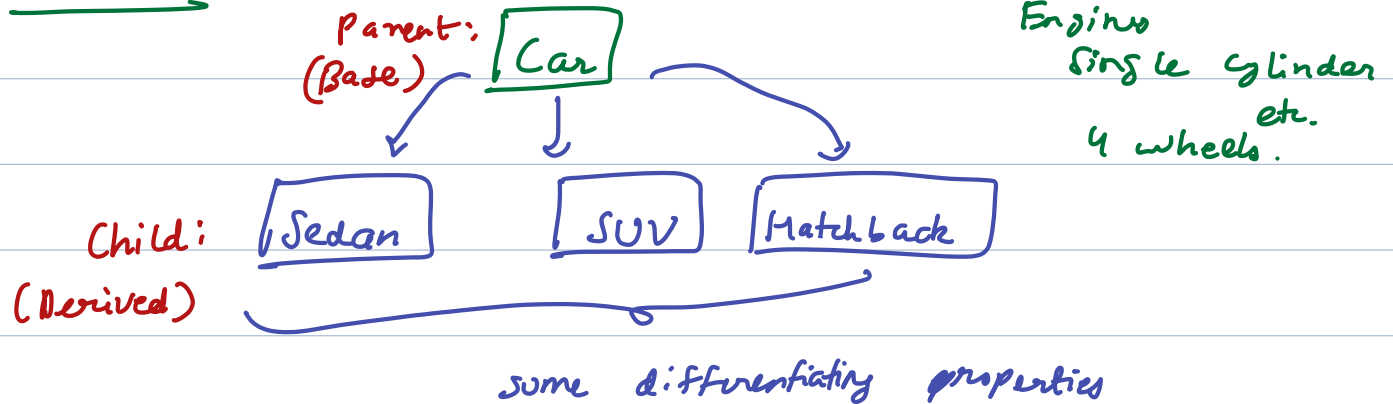 Parent:
(Base)
Car
Engine
Single cylinder
etc.
4 wheels.
Child:
(Derived)
Sedan
SUV
Hatchback
some differentiating properties